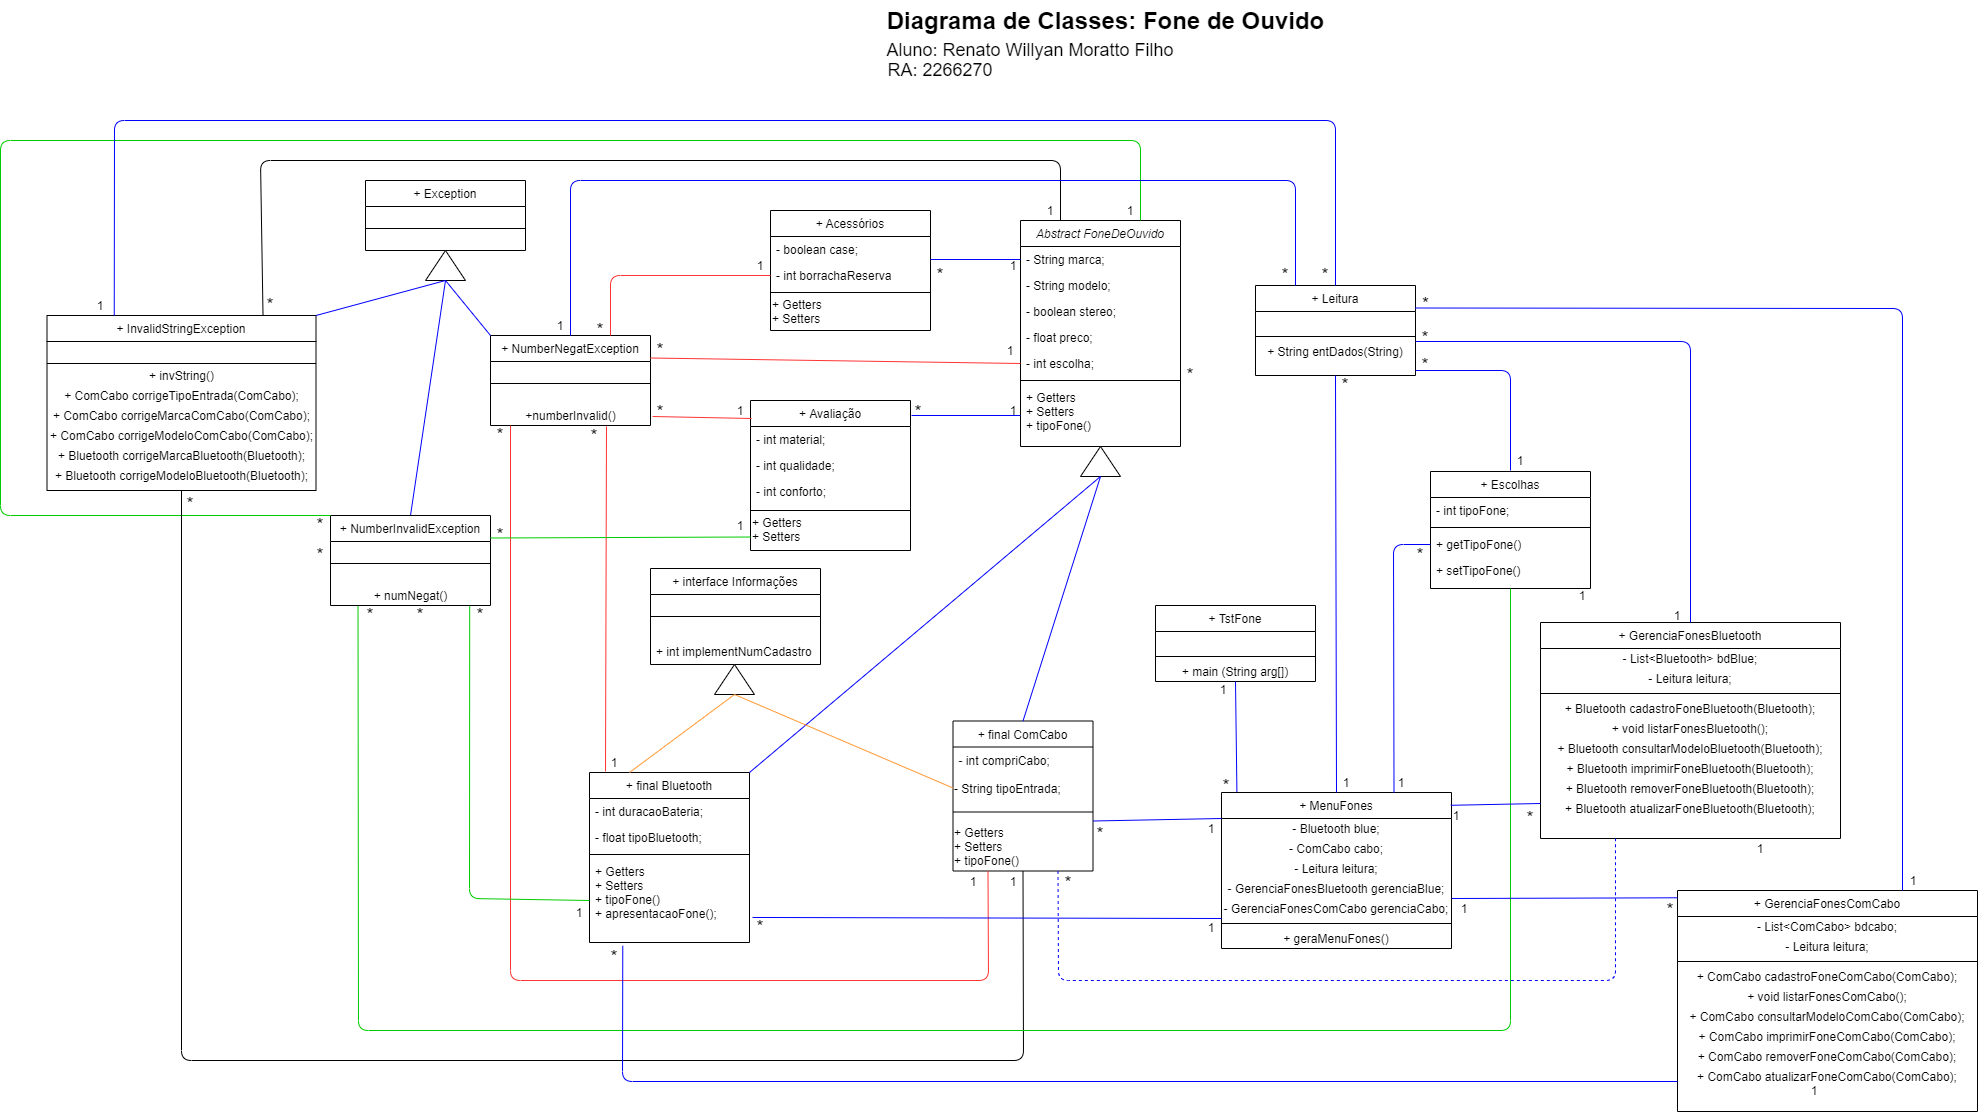 Diagrama de Classes: Fone de Ouvido
Aluno: Renato Willyan Moratto Filho
RA: 2266270
+ Exception
+ InvalidStringException
+ invString()
+ ComCabo corrigeTipoEntrada(ComCabo);
+ ComCabo corrigeMarcaComCabo(ComCabo);
+ ComCabo corrigeModeloComCabo(ComCabo);
+ Bluetooth corrigeMarcaBluetooth(Bluetooth);
+ Bluetooth corrigeModeloBluetooth(Bluetooth);
1
*
*
+ NumberNegatException
+numberInvalid()
1
*
*
*
*
*
+ NumberInvalidException
+ numNegat()
*
*
*
*
*
*
+ Acessórios
- boolean case;
- int borrachaReserva
+ Getters
+ Setters
1
*
+ Avaliação
- int material;
- int qualidade;
- int conforto;
+ Getters
+ Setters
1
*
1
Abstract FoneDeOuvido
- String marca;
- String modelo;
- boolean stereo;
- float preco;
- int escolha;
+ Getters
+ Setters
+ tipoFone()
1
1
1
1
1
*
+ Leitura
+ String entDados(String)
*
*
*
*
*
*
+ Escolhas
- int tipoFone;
+ getTipoFone()
+ setTipoFone()
1
*
1
+ interface Informações
+ int implementNumCadastro
+ TstFone
+ main (String arg[])
1
+ GerenciaFonesBluetooth
- List<Bluetooth> bdBlue;
- Leitura leitura;
+ Bluetooth cadastroFoneBluetooth(Bluetooth);
+ void listarFonesBluetooth();
+ Bluetooth consultarModeloBluetooth(Bluetooth);
+ Bluetooth imprimirFoneBluetooth(Bluetooth);
+ Bluetooth removerFoneBluetooth(Bluetooth);
+ Bluetooth atualizarFoneBluetooth(Bluetooth);
1
*
1
+ final ComCabo
- int compriCabo;
- String tipoEntrada;
+ Getters
+ Setters
+ tipoFone()
*
1
1
*
+ final Bluetooth
- int duracaoBateria;
- float tipoBluetooth;
+ Getters
+ Setters
+ tipoFone()
+ apresentacaoFone();
1
1
*
*
+ MenuFones
- Bluetooth blue;
- ComCabo cabo;
- Leitura leitura;
- GerenciaFonesBluetooth gerenciaBlue;
- GerenciaFonesComCabo gerenciaCabo;
+ geraMenuFones()
*
1
1
1
1
1
1
+ GerenciaFonesComCabo
- List<ComCabo> bdcabo;
- Leitura leitura;
+ ComCabo cadastroFoneComCabo(ComCabo);
+ void listarFonesComCabo();
+ ComCabo consultarModeloComCabo(ComCabo);
+ ComCabo imprimirFoneComCabo(ComCabo);
+ ComCabo removerFoneComCabo(ComCabo);
+ ComCabo atualizarFoneComCabo(ComCabo);
1
*
1